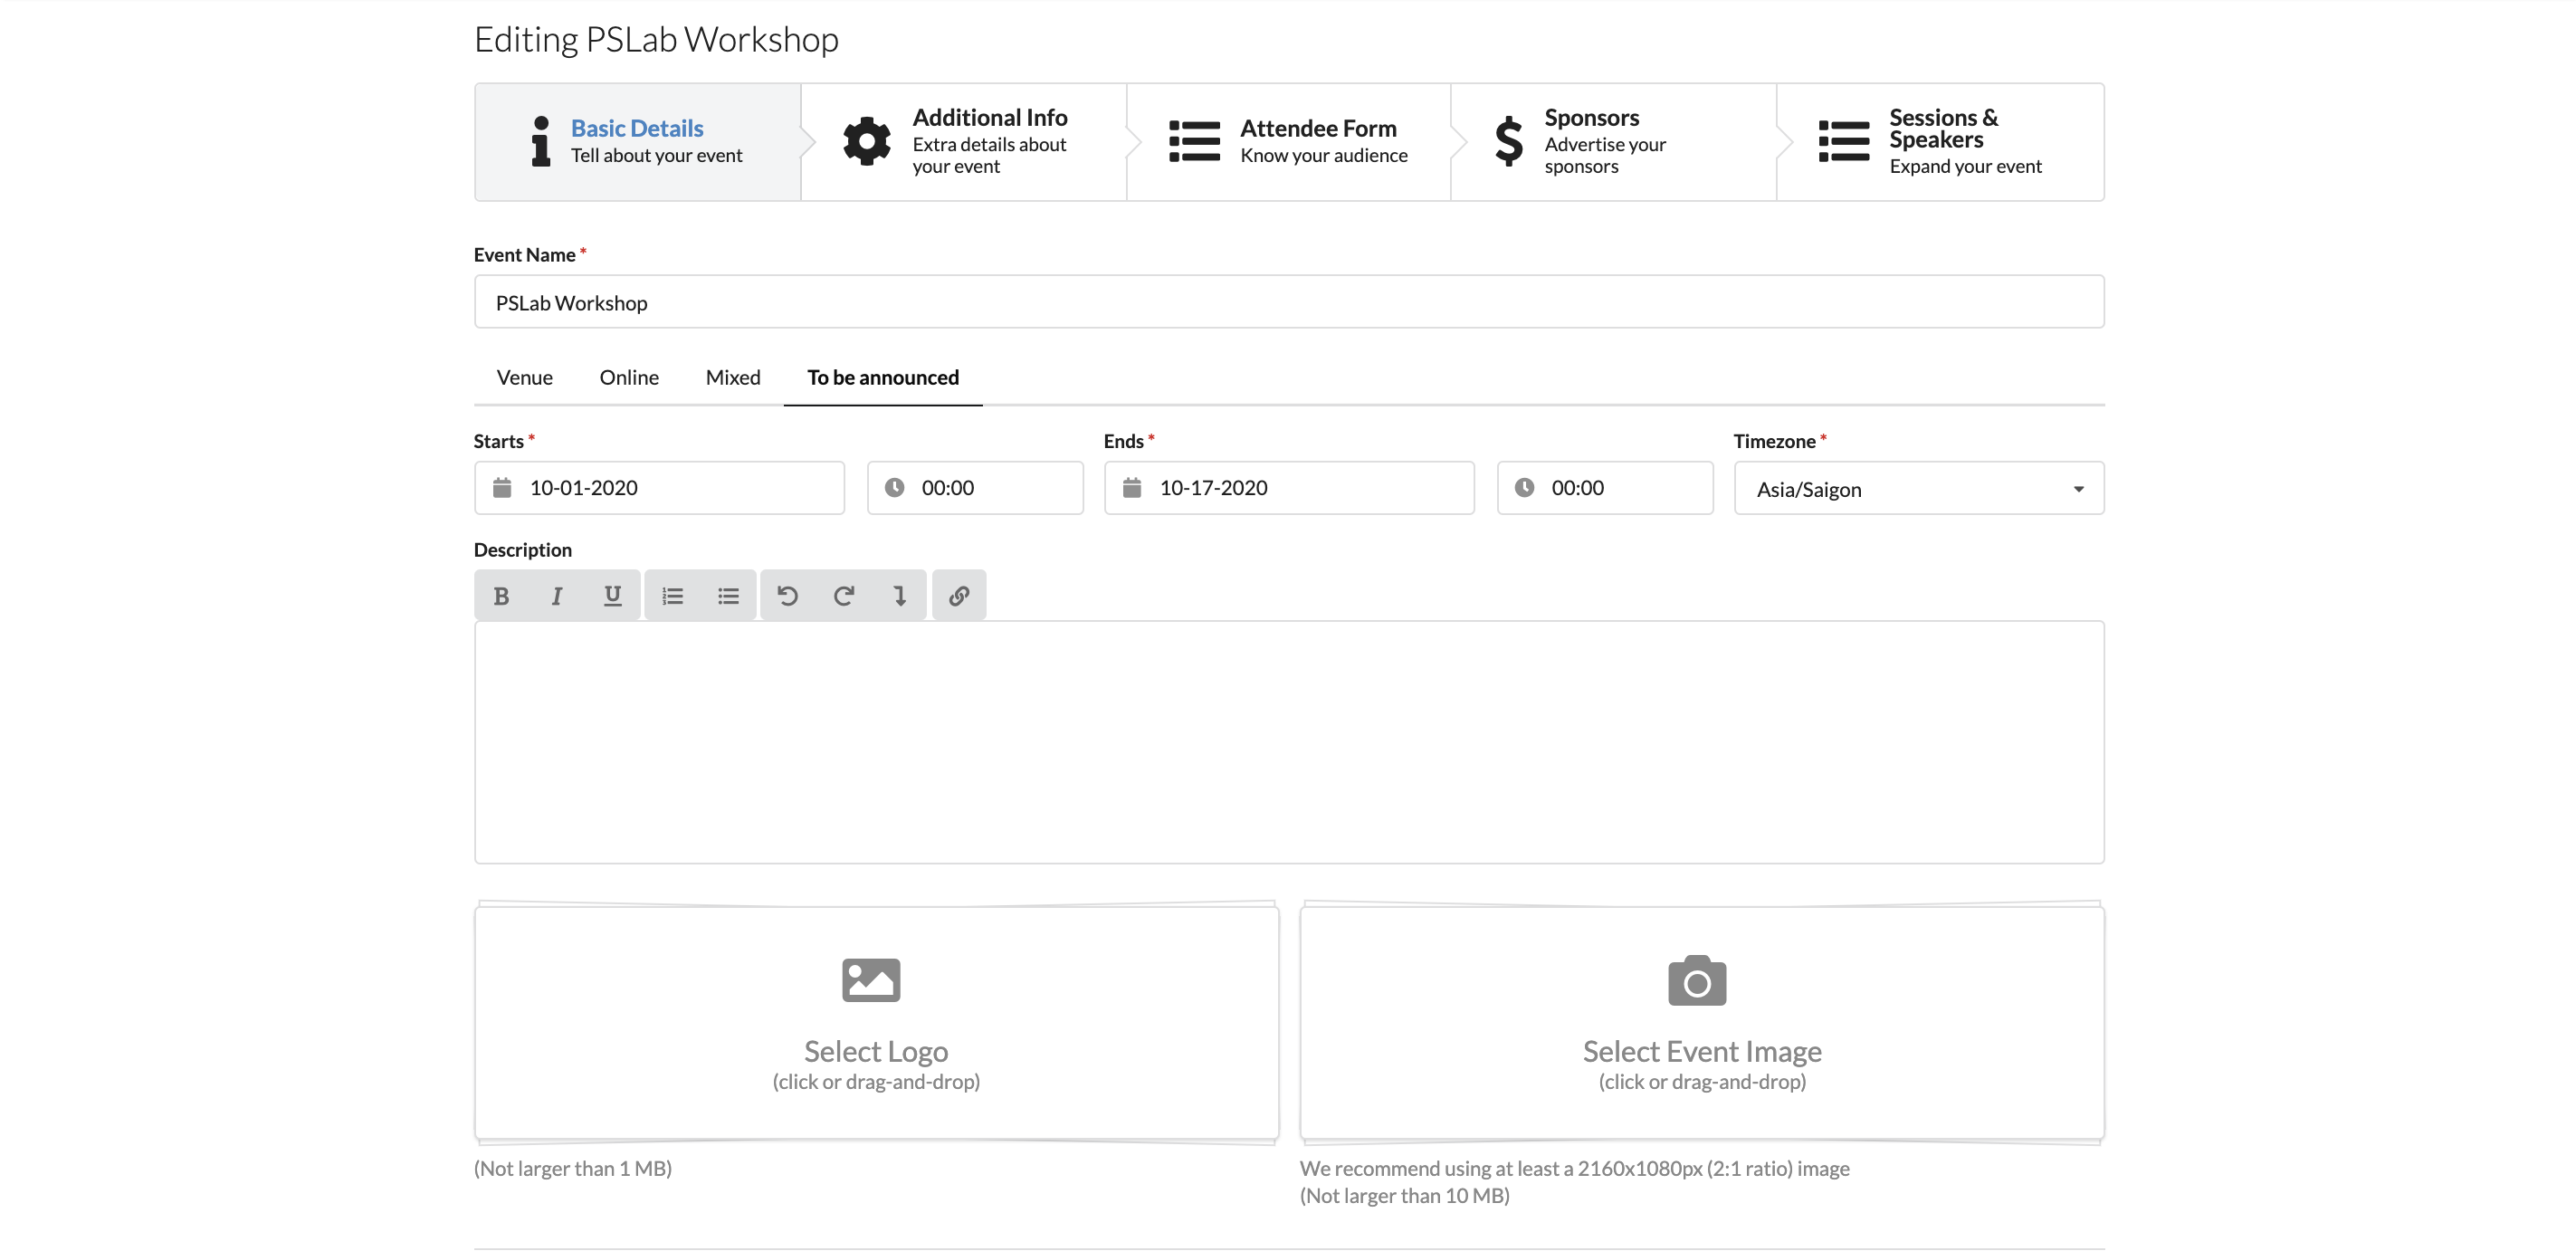 Editing PSLab Workshop
Basic Details
Tell about your event
Additional Info
Extra details about
your event
Attendee Form
Know your audience
Sponsors
Advertise your
sponsors
Sessions &
Speakers
Expand your event
Event Name *
PSLab Workshop
Venue Online Mixed To be announced
Starts * Ends * Timezone *
10-01-2020 00:00 10-17-2020 00:00 Asia/Saigon
Description
B I U
Select Logo
(click or drag-and-drop)
(Not larger than 1 MB)
Select Event Image
(click or drag-and-drop)
We recommend using at least a 2160x1080px (2:1 ratio) image
(Not larger than 10 MB)